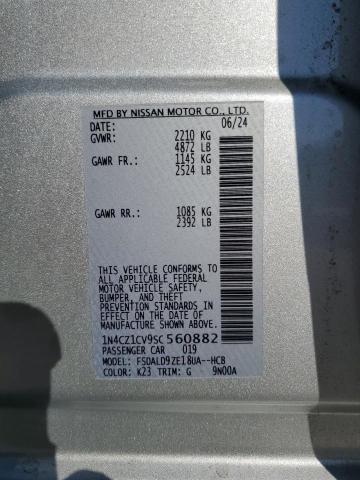 MFD BY NISSAN MOTOR CO., LTD.
DATE: 06/24
GVWR: 2210 KG
4872 LB
GAWR FR.: 1145 KG
2524 LB
GAWR RR.: 1085 KG
2392 LB
THIS VEHICLE CONFORMS TO
ALL APPLICABLE FEDERAL
MOTOR VEHICLE SAFETY,
BUMPER, AND THEFT
PREVENTION STANDARDS IN
EFFECT ON THE DATE OF
MANUFACTURE SHOWN ABOVE.
1N4CZ1CV9SC560882
PASSENGER CAR 019
MODEL: FSDALD9ZE18UA--HCB
COLOR: K23 TRIM: G 9N00A